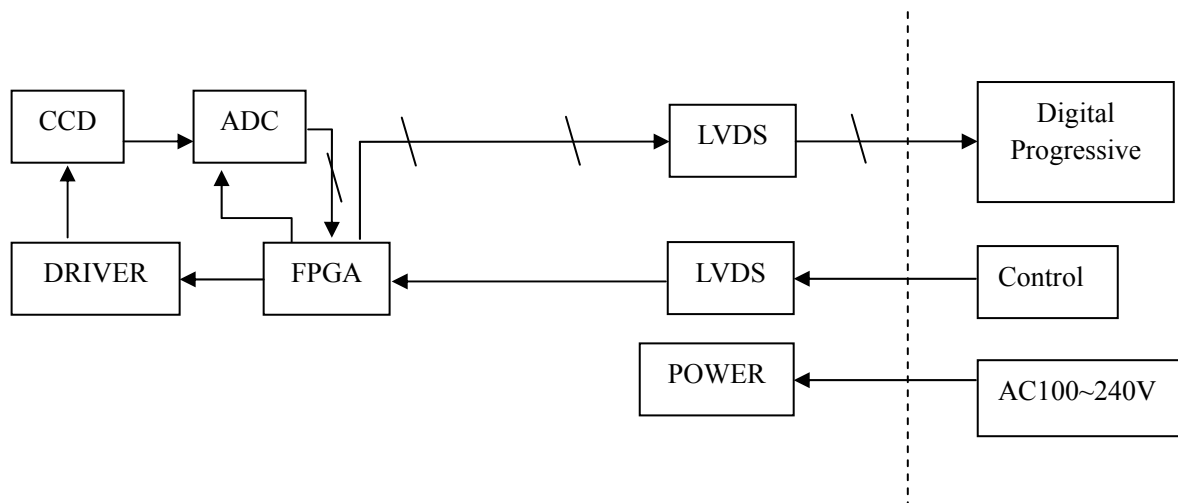 CCD
ADC
LVDS
Digital
Progressive
DRIVER
FPGA
LVDS
Control
POWER
AC100~240V